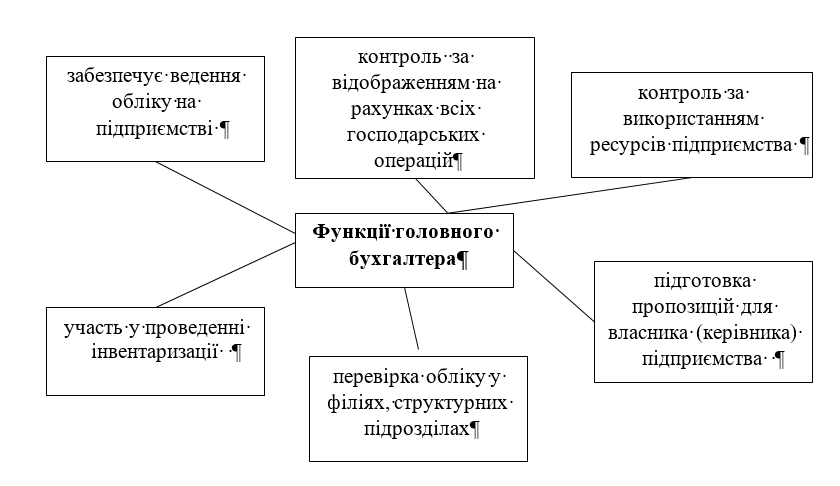 забезпечує ведення
обліку на
підприємстві ¶
контроль за
відображенням на
рахунках всіх
господарських
операцій¶
контроль за
використанням
ресурсів підприємства ¶
Функції головного
бухгалтера¶
підготовка
пропозицій для
власника (керівника)
підприємства ¶
участь у проведенні
інвентаризації ¶
перевірка обліку у
філіях, структурних
підрозділах¶